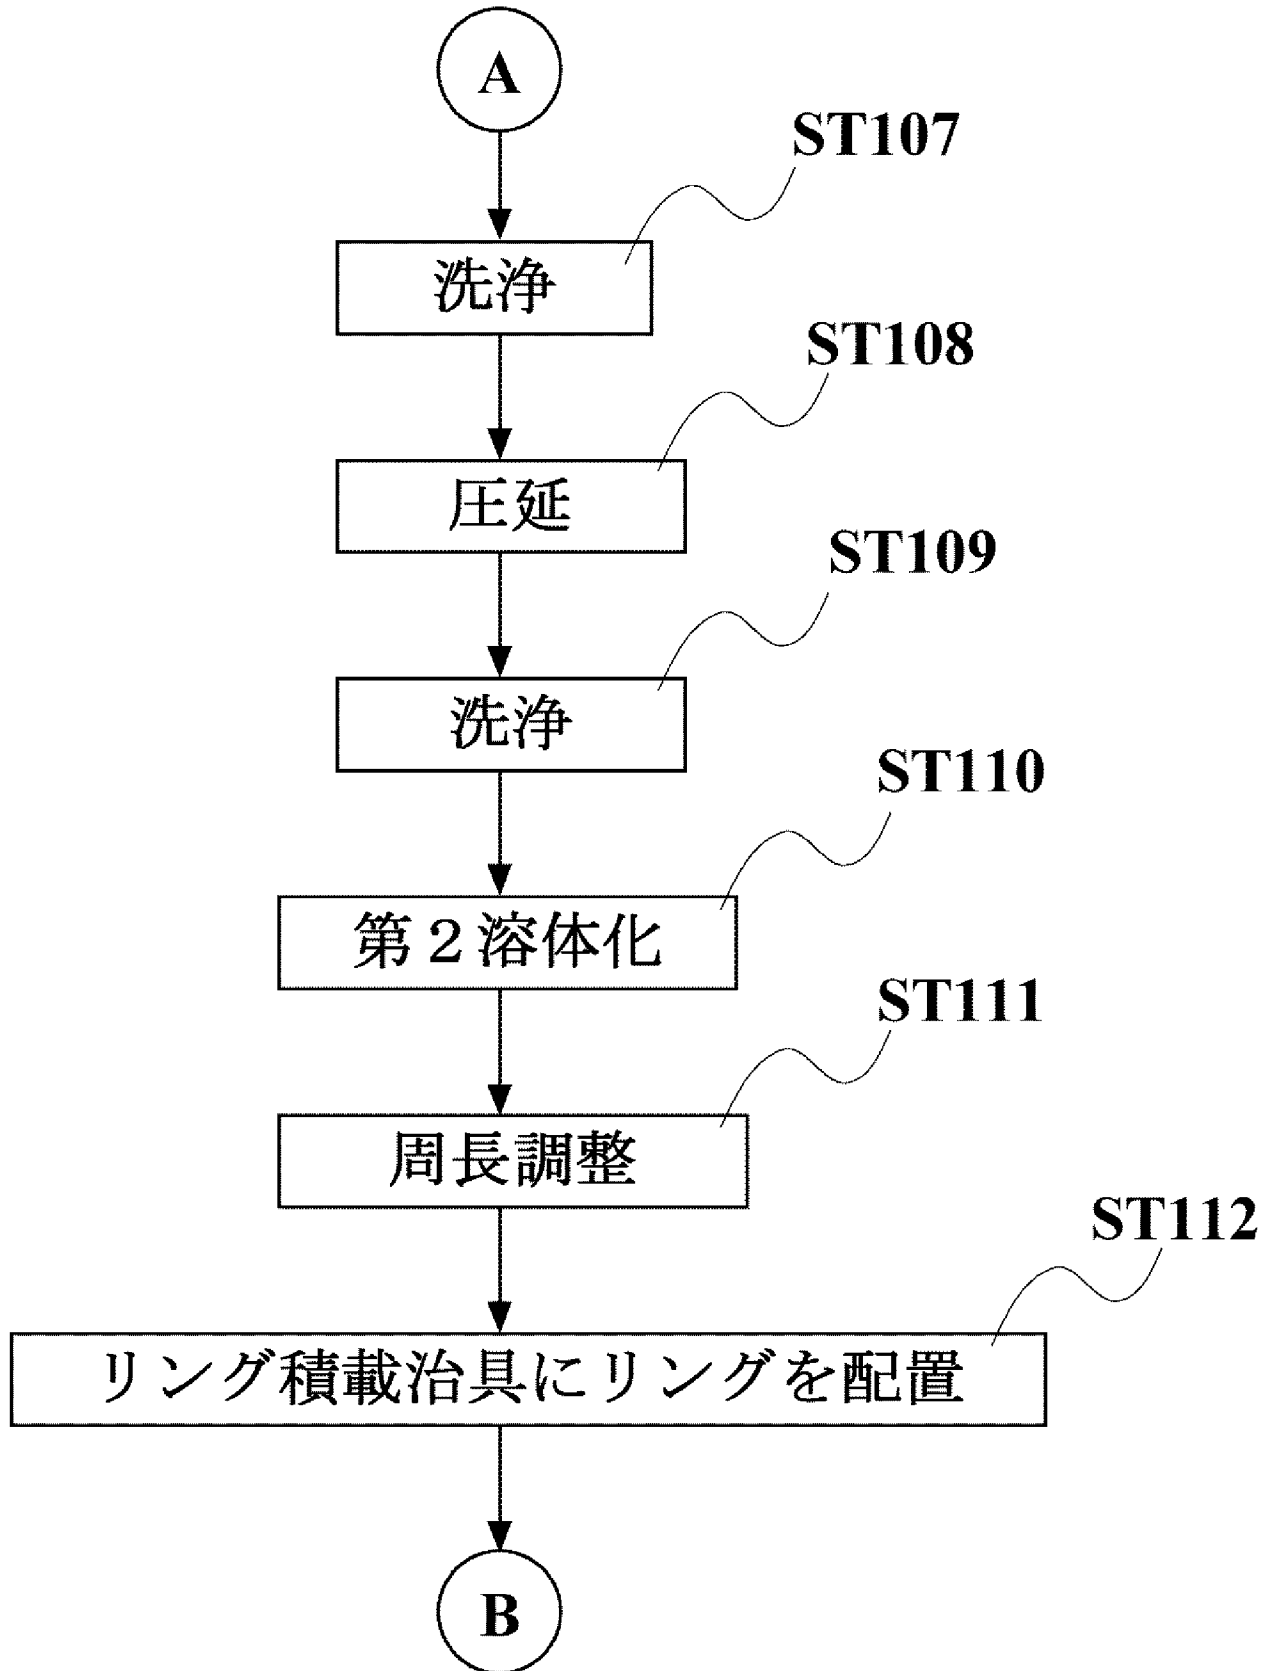 A
ST107
洗浄
ST108
圧延
ST109
洗浄
ST110
第２溶体化
ST111
周長調整
ST112
リング積載治具にリングを配置
B